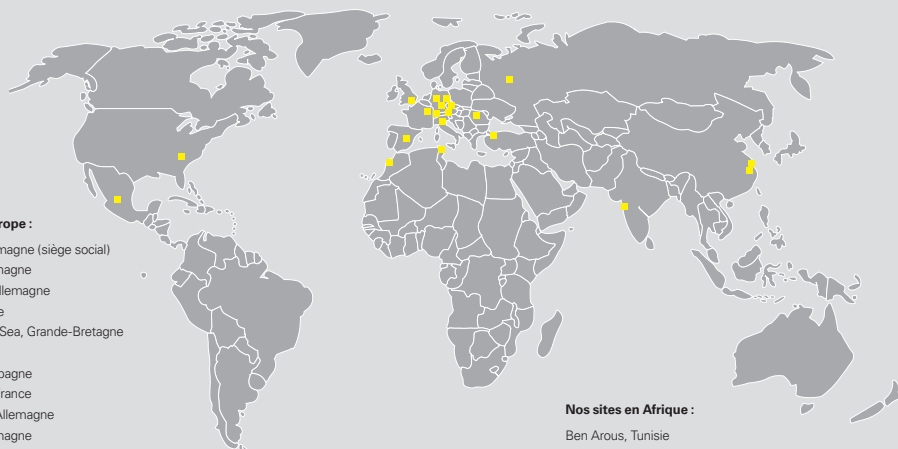 rope :
magne (siège social)
magne
llemagne
e
Sea, Grande-Bretagne
pagne
rance
Allemagne
magne
Nos sites en Afrique :
Ben Arous, Tunisie